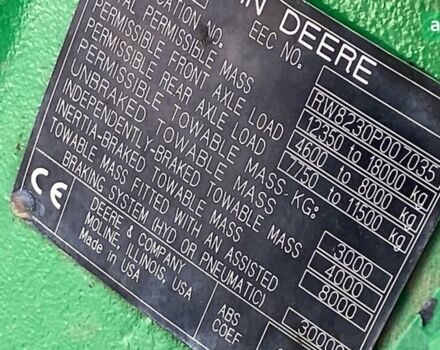 N DEERE
EEC NO.
CATION NO.
PERMISSIBLE MASS
PERMISSIBLE FRONT AXLE LOAD
PERMISSIBLE REAR AXLE LOAD
UNBRAKED TOWABLE MASS
INDEPENDENTLY-BRAKED TOWABLE MASS
INERTIA-BRAKED TOWABLE MASS
TOWABLE MASS FITTED WITH AN ASSISTED
BRAKING SYSTEM (HYD OR PNEUMATIC)
KG:
RW8230P007035
12350 to 18000 kg
4600 to 8000 kg
7750 to 11500 kg
3000
4000
8000
30000
CE
DEERE & COMPANY
MOLINE, ILLINOIS, USA
Made in USA
ABS
COEF